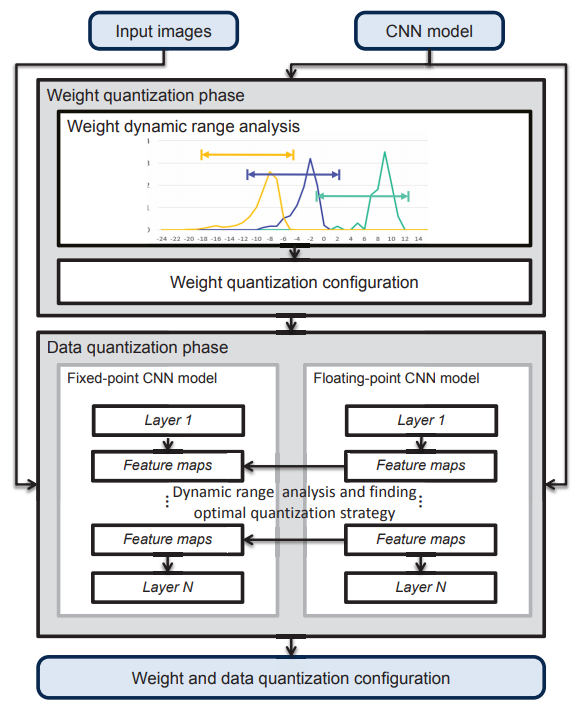 Input images
CNN model
Weight quantization phase
Weight dynamic range analysis
-24 -22 -20 -18 -16 -14 -12 -10 -8 -6 -4 -2 0 2 4 6 8 10 12 14
Weight quantization configuration
Data quantization phase
Fixed-point CNN model
Floating-point CNN model
Layer 1
Layer 1
Feature maps
Feature maps
⋮ Dynamic range analysis and finding ⋮
optimal quantization strategy
Feature maps
Feature maps
Layer N
Layer N
Weight and data quantization configuration